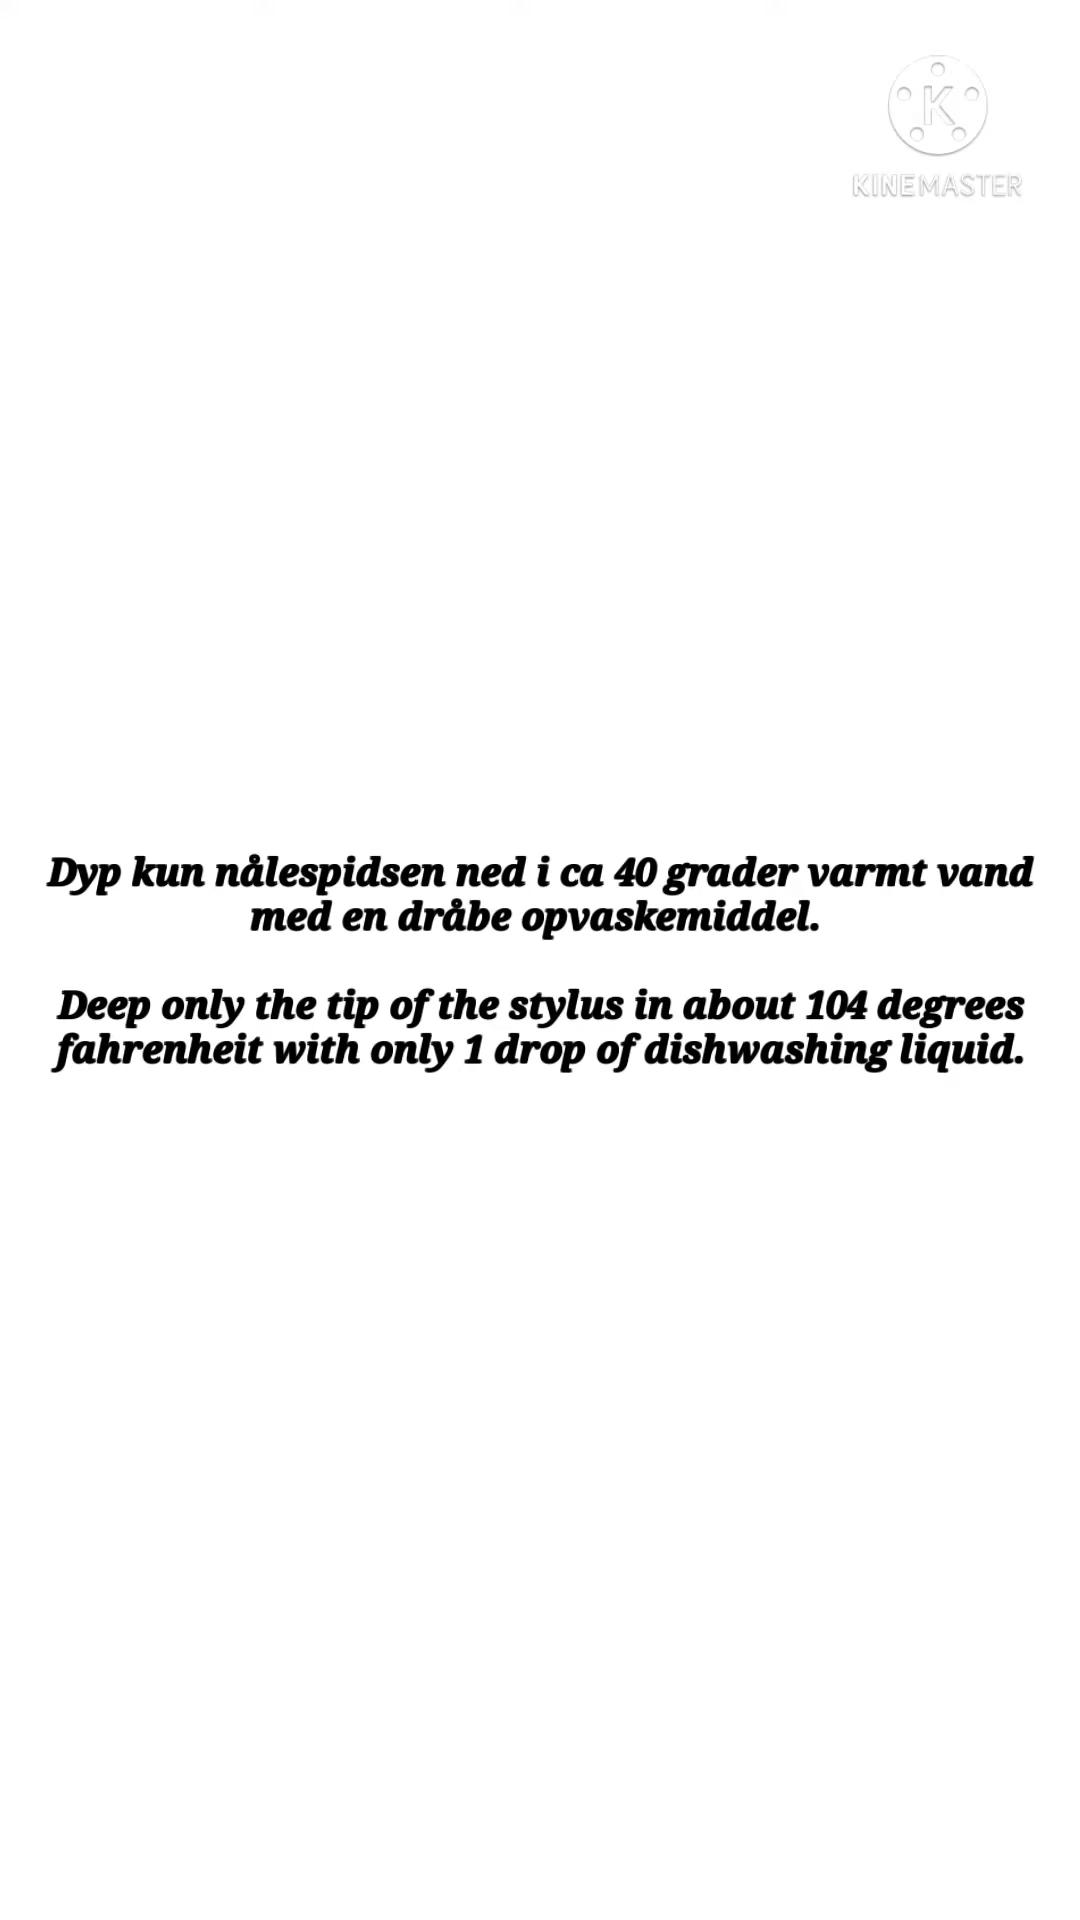 KINEMASTER
Dyp kun nålespidsen ned i ca 40 grader varmt vand
med en dråbe opvaskemiddel.
Deep only the tip of the stylus in about 104 degrees
fahrenheit with only 1 drop of dishwashing liquid.